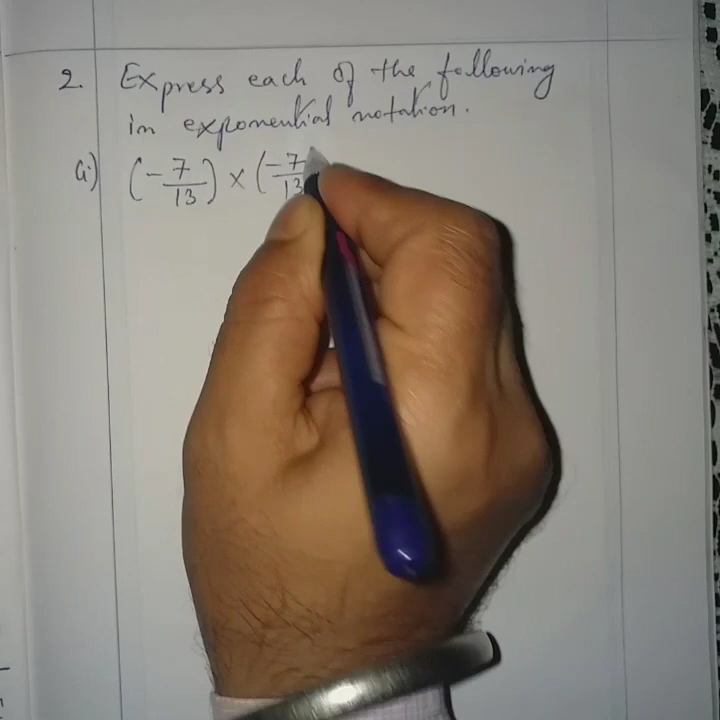 2. Express each of the following
in exponential notation.
(i) (-7/13) × (-7/13